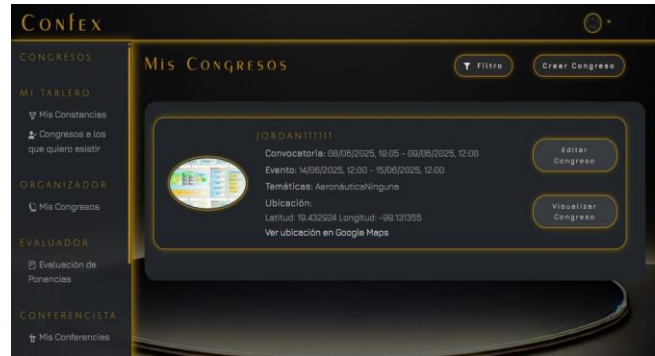 Confex
CONGRESOS
MI TABLERO
Mis Constancias
Congresos a los
que quiero asistir
ORGANIZADOR
Mis Congresos
EVALUADOR
Evaluación de
Ponencias
CONFERENCISTA
Mis Conferencias
Mis Congresos
Filtro
Crear Congreso
JORDAN111111
Convocatoria: 08/06/2025, 19:05 - 09/06/2025, 12:00
Evento: 14/06/2025, 12:00 - 15/06/2025, 12:00
Temáticas: AeronáuticaNinguna
Ubicación:
Latitud: 19.432924 Longitud: -99.131355
Ver ubicación en Google Maps
Editar
Congreso
Visualizar
Congreso